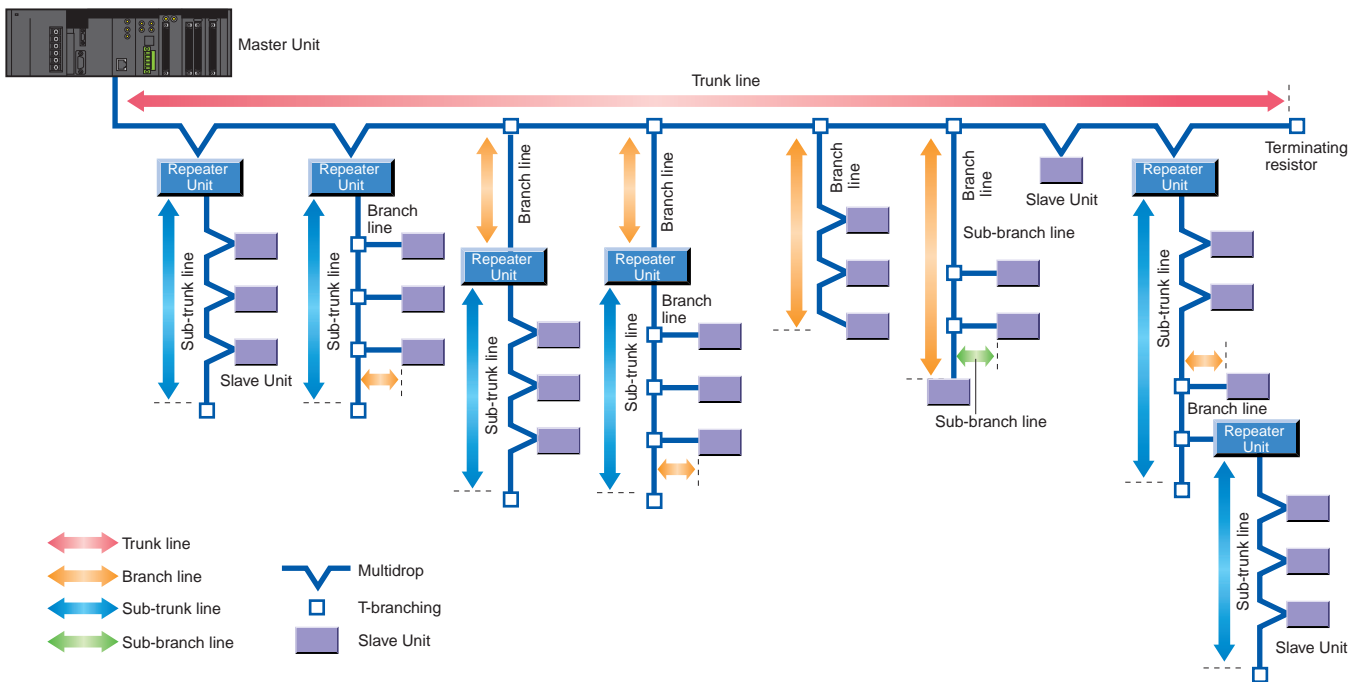 Master Unit
Trunk line
Terminating
resistor
Repeater
Unit
Repeater
Unit
Branch line
Branch line
Branch
line
Branch
line
Slave Unit
Repeater
Unit
Branch
line
Sub-branch line
Repeater
Unit
Repeater
Unit
Sub-trunk line
Sub-trunk line
Branch
line
Sub-trunk line
Slave Unit
Sub-trunk line
Sub-trunk line
Branch line
Sub-branch line
Repeater
Unit
Trunk line
Branch line
Sub-trunk line
Sub-branch line
Multidrop
T-branching
Slave Unit
Sub-trunk line
Slave Unit